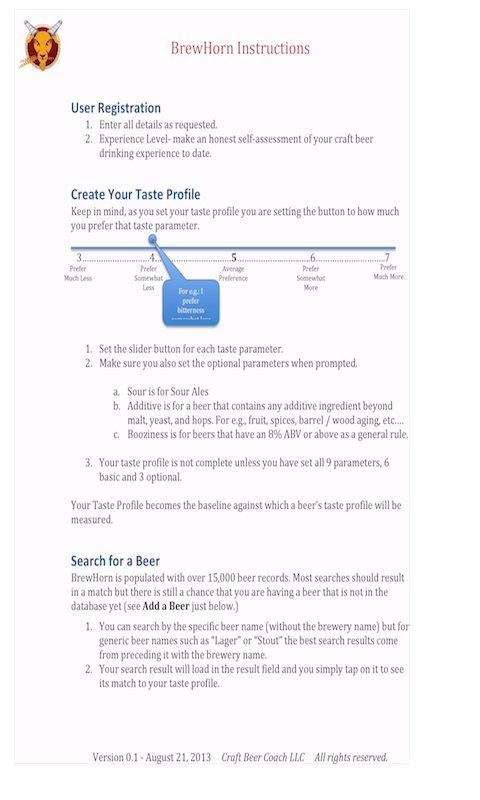 BrewHorn Instructions
User Registration
1. Enter all details as requested.
2. Experience Level- make an honest self-assessment of your craft beer
drinking experience to date.
Create Your Taste Profile
Keep in mind, as you set your taste profile you are setting the button to how much
you prefer that taste parameter.
3..............................4..............................5..............................6..............................7
Prefer Much Less
Prefer Somewhat Less
Average Preference
Prefer Somewhat More
Prefer Much More
For e.g.: I
prefer
bitterness
somewhat less
1. Set the slider button for each taste parameter.
2. Make sure you also set the optional parameters when prompted.
a. Sour is for Sour Ales
b. Additive is for a beer that contains any additive ingredient beyond
malt, yeast, and hops. For e.g., fruit, spices, barrel / wood aging, etc....
c. Booziness is for beers that have an 8% ABV or above as a general rule.
3. Your taste profile is not complete unless you have set all 9 parameters, 6
basic and 3 optional.
Your Taste Profile becomes the baseline against which a beer's taste profile will be
measured.
Search for a Beer
BrewHorn is populated with over 15,000 beer records. Most searches should result
in a match but there is still a chance that you are having a beer that is not in the
database yet (see Add a Beer just below.)
1. You can search by the specific beer name (without the brewery name) but for
generic beer names such as "Lager" or "Stout" the best search results come
from preceding it with the brewery name.
2. Your search result will load in the result field and you simply tap on it to see
its match to your taste profile.
Version 0.1 - August 21, 2013 Craft Beer Coach LLC All rights reserved.